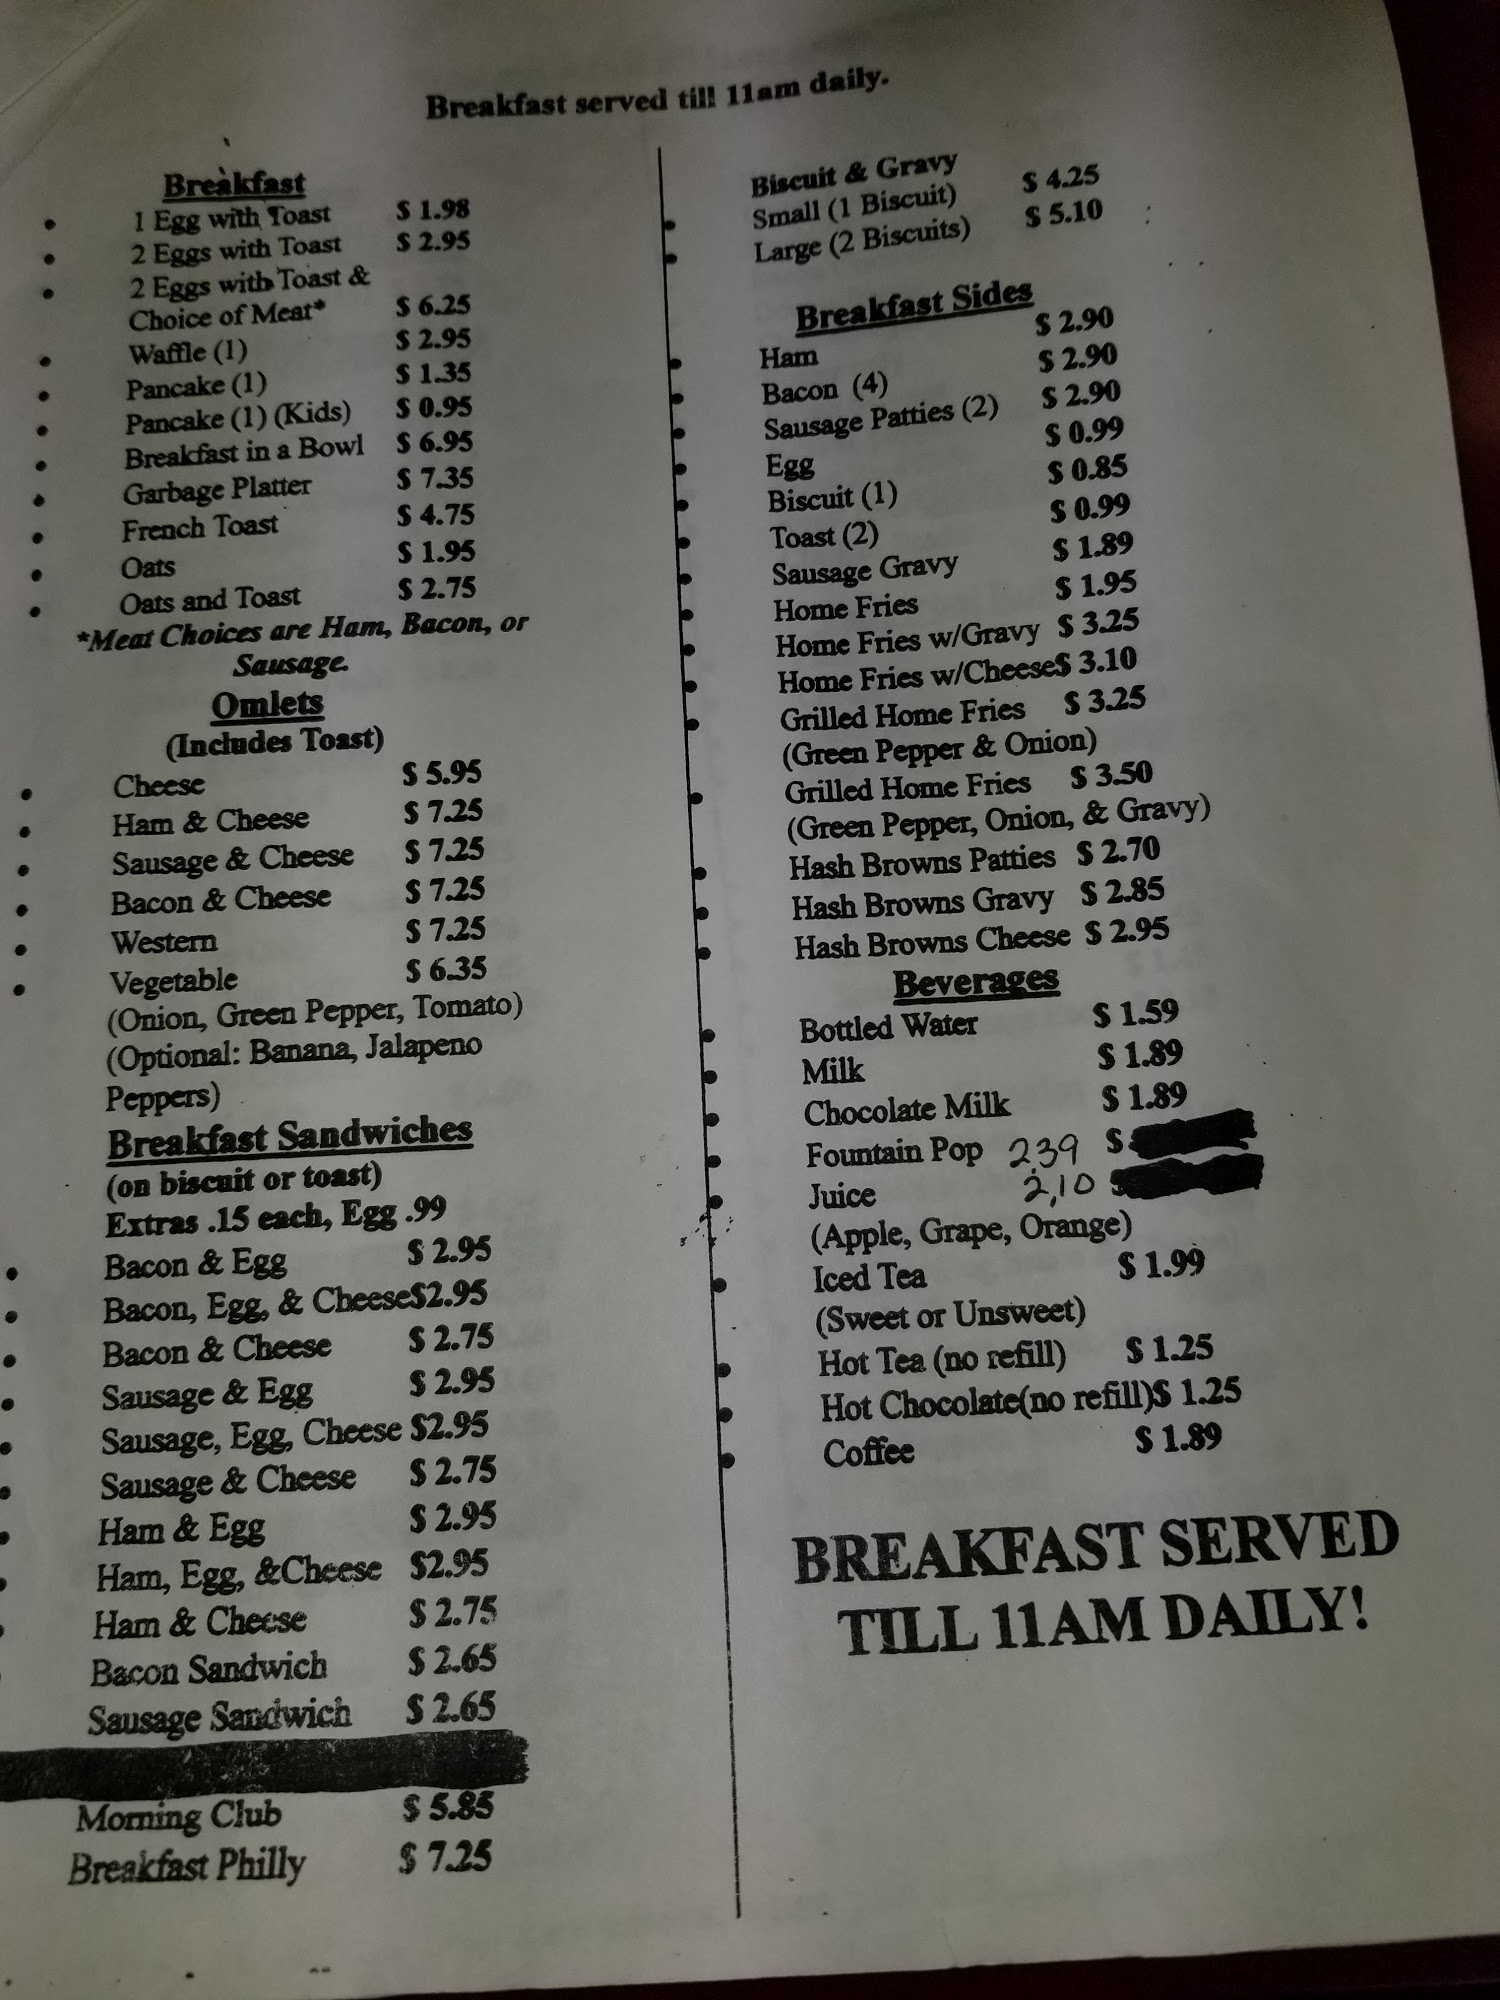 Breakfast served till 11am daily.
Breakfast
1 Egg with Toast $ 1.98
2 Eggs with Toast $ 2.95
2 Eggs with Toast &
Choice of Meat* $ 6.25
Waffle (1) $ 2.95
Pancake (1) $ 1.35
Pancake (1) (Kids) $ 0.95
Breakfast in a Bowl $ 6.95
Garbage Platter $ 7.35
French Toast $ 4.75
Oats $ 1.95
Oats and Toast $ 2.75
*Meat Choices are Ham, Bacon, or
Sausage.
Omlets
(Includes Toast)
Cheese $ 5.95
Ham & Cheese $ 7.25
Sausage & Cheese $ 7.25
Bacon & Cheese $ 7.25
Western $ 7.25
Vegetable $ 6.35
(Onion, Green Pepper, Tomato)
(Optional: Banana, Jalapeno
Peppers)
Breakfast Sandwiches
(on biscuit or toast)
Extras .15 each, Egg .99
Bacon & Egg $ 2.95
Bacon, Egg, & Cheese$2.95
Bacon & Cheese $ 2.75
Sausage & Egg $ 2.95
Sausage, Egg, Cheese $2.95
Sausage & Cheese $ 2.75
Ham & Egg $ 2.95
Ham, Egg, &Cheese $2.95
Ham & Cheese $ 2.75
Bacon Sandwich $ 2.65
Sausage Sandwich $ 2.65
Morning Club $ 5.85
Breakfast Philly $ 7.25
Biscuit & Gravy
Small (1 Biscuit) $ 4.25
Large (2 Biscuits) $ 5.10
Breakfast Sides
Ham $ 2.90
Bacon (4) $ 2.90
Sausage Patties (2) $ 2.90
Egg $ 0.99
Biscuit (1) $ 0.85
Toast (2) $ 0.99
Sausage Gravy $ 1.89
Home Fries $ 1.95
Home Fries w/Gravy $ 3.25
Home Fries w/Cheese$ 3.10
Grilled Home Fries $ 3.25
(Green Pepper & Onion)
Grilled Home Fries $ 3.50
(Green Pepper, Onion, & Gravy)
Hash Browns Patties $ 2.70
Hash Browns Gravy $ 2.85
Hash Browns Cheese $ 2.95
Beverages
Bottled Water $ 1.59
Milk $ 1.89
Chocolate Milk $ 1.89
Fountain Pop 2.39 $
Juice 2,10 $
(Apple, Grape, Orange)
Iced Tea $ 1.99
(Sweet or Unsweet)
Hot Tea (no refill) $ 1.25
Hot Chocolate(no refill)$ 1.25
Coffee $ 1.89
BREAKFAST SERVED
TILL 11AM DAILY!